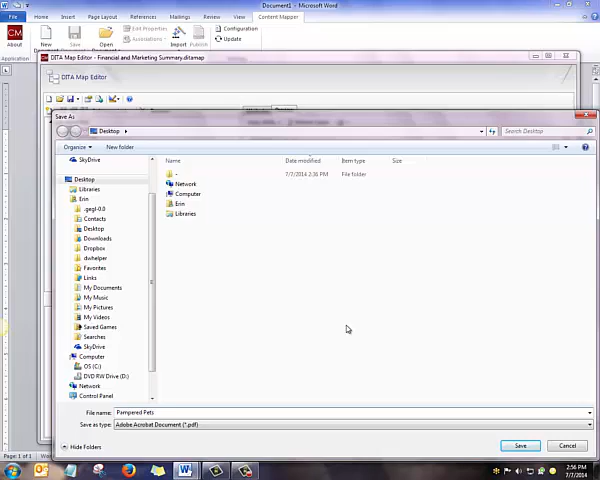 Document1 - Microsoft Word
File Home Insert Page Layout References Mailings Review View Content Mapper
CM
About
New
Save
Open
Properties
Associations
Import
Publish
Configuration
Update
DITA Map Editor - Financial and Marketing Summary.ditamap
DITA Map Editor
Save As
Desktop
Search Desktop
Organize New folder
Name Date modified Item type Size
SkyDrive
Desktop
Libraries
Erin
.gegl-0.0
Contacts
Desktop
Downloads
Dropbox
dwhelper
Favorites
Links
My Documents
My Music
My Pictures
My Videos
Saved Games
Searches
SkyDrive
Computer
OS (C:)
DVD RW Drive (D:)
Network
Control Panel
- 7/7/2014 2:36 PM File folder
Network
Computer
Erin
Libraries
File name: Pampered Pets
Save as type: Adobe Acrobat Document (*.pdf)
Hide Folders
Save
Cancel
Page: 1 of 1
2:56 PM
7/7/2014